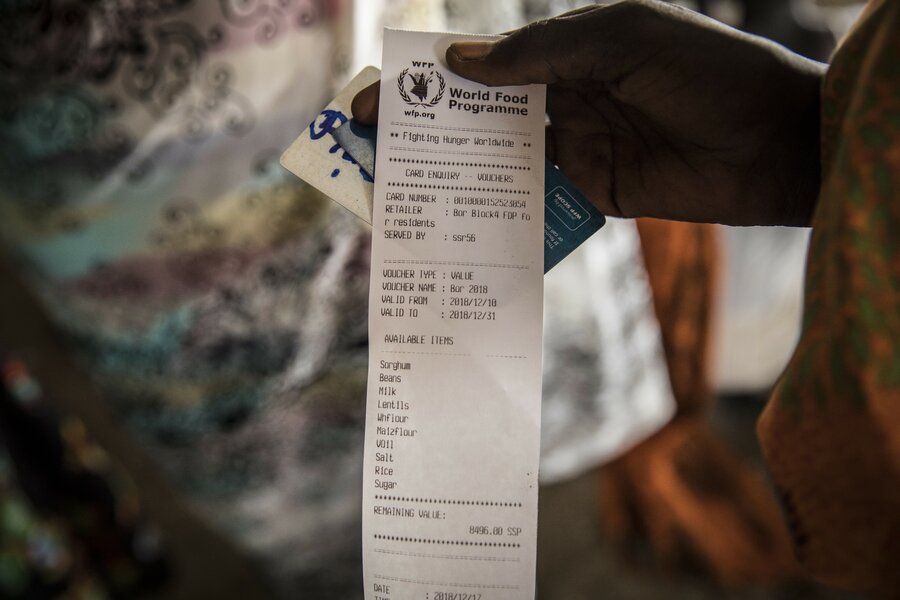 WFP
wfp.org
World Food
Programme
** Fighting Hunger Worldwide **
CARD ENQUIRY -- VOUCHERS
CARD NUMBER : 0010000152523054
RETAILER : Bor Block4 FDP fo
r residents
SERVED BY : ssr56
VOUCHER TYPE : VALUE
VOUCHER NAME : Bor 2018
VALID FROM : 2018/12/10
VALID TO : 2018/12/31
AVAILABLE ITEMS
Sorghum
Beans
Milk
Lentils
Whflour
Maizflour
VOil
Salt
Rice
Sugar
REMAINING VALUE:
8496.00 SSP
DATE : 2018/12/17
WFP SCOPE